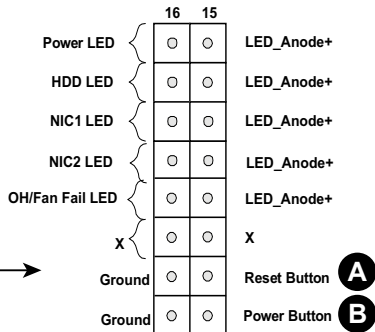 16 15
Power LED LED_Anode+
HDD LED LED_Anode+
NIC1 LED LED_Anode+
NIC2 LED LED_Anode+
OH/Fan Fail LED LED_Anode+
X X
Ground Reset Button A
Ground Power Button B